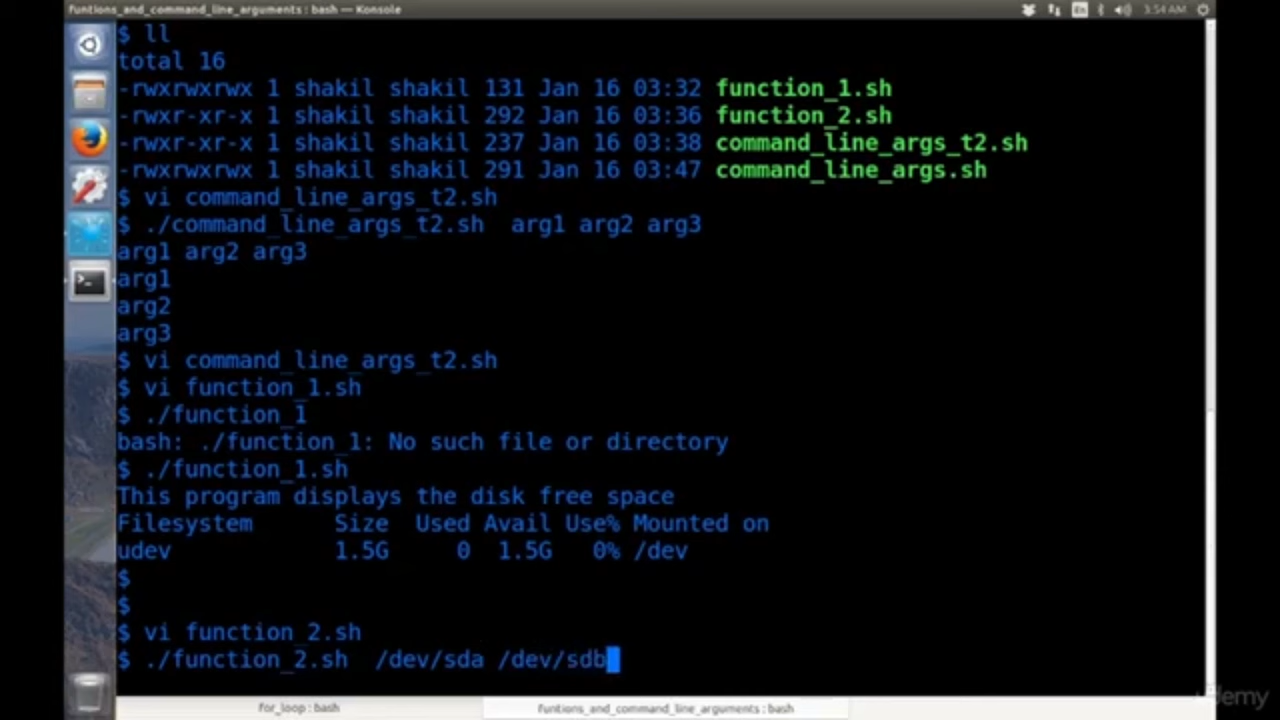 funtions_and_command_line_arguments : bash — Konsole
En
3:54 AM
$ ll
total 16
-rwxrwxrwx 1 shakil shakil 131 Jan 16 03:32 function_1.sh
-rwxr-xr-x 1 shakil shakil 292 Jan 16 03:36 function_2.sh
-rwxr-xr-x 1 shakil shakil 237 Jan 16 03:38 command_line_args_t2.sh
-rwxrwxrwx 1 shakil shakil 291 Jan 16 03:47 command_line_args.sh
$ vi command_line_args_t2.sh
$ ./command_line_args_t2.sh  arg1 arg2 arg3
arg1 arg2 arg3
arg1
arg2
arg3
$ vi command_line_args_t2.sh
$ vi function_1.sh
$ ./function_1
bash: ./function_1: No such file or directory
$ ./function_1.sh
This program displays the disk free space
Filesystem      Size  Used Avail Use% Mounted on
udev            1.5G     0  1.5G   0% /dev
$
$
$ vi function_2.sh
$ ./function_2.sh  /dev/sda /dev/sdb
for_loop : bash
funtions_and_command_line_arguments : bash
udemy